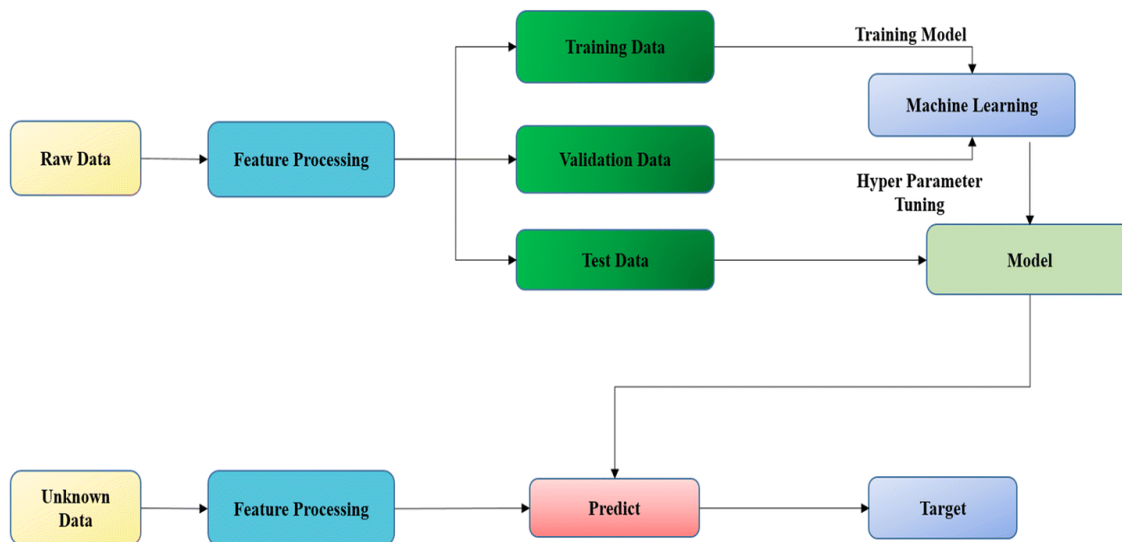 Training Data
Training Model
Machine Learning
Raw Data
Feature Processing
Validation Data
Hyper Parameter
Tuning
Test Data
Model
Unknown
Data
Feature Processing
Predict
Target